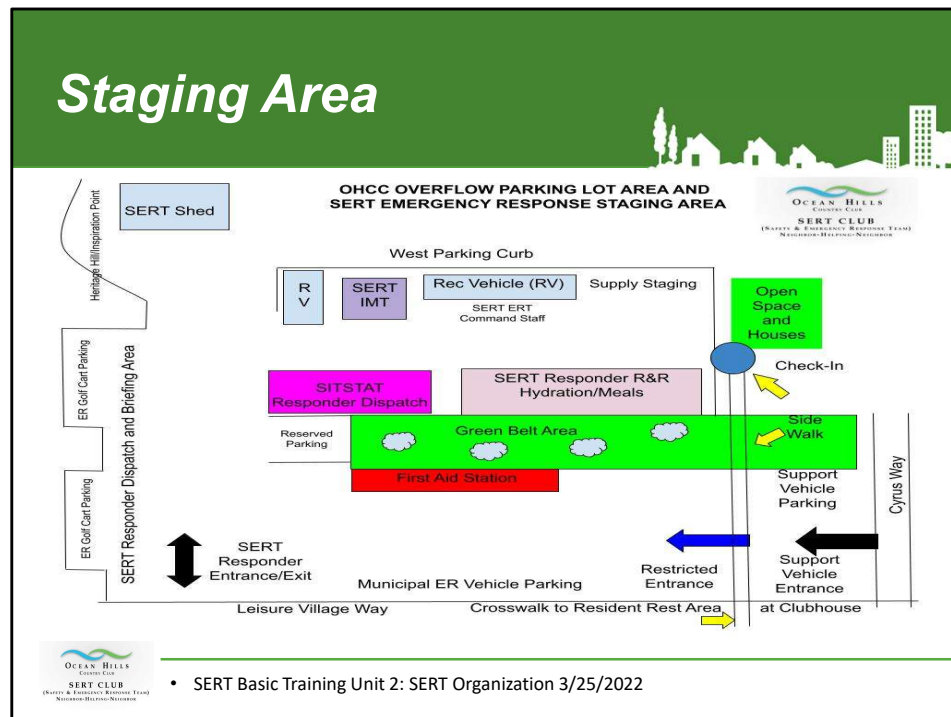 Staging Area
OHCC OVERFLOW PARKING LOT AREA AND
SERT EMERGENCY RESPONSE STAGING AREA
OCEAN HILLS
COUNTRY CLUB
SERT CLUB
(SAFETY & EMERGENCY RESPONSE TEAM)
NEIGHBOR-HELPING-NEIGHBOR
Heritage Hill/Inspiration Point
SERT Shed
West Parking Curb
R
V
SERT
IMT
Rec Vehicle (RV)
SERT ERT
Command Staff
Supply Staging
Open
Space
and
Houses
Check-In
ER Golf Cart Parking
SERT Responder Dispatch and Briefing Area
SITSTAT
Responder Dispatch
SERT Responder R&R
Hydration/Meals
Reserved
Parking
Green Belt Area
Side
Walk
First Aid Station
Support
Vehicle
Parking
Cyrus Way
ER Golf Cart Parking
SERT
Responder
Entrance/Exit
Municipal ER Vehicle Parking
Restricted
Entrance
Support
Vehicle
Entrance
Leisure Village Way
Crosswalk to Resident Rest Area
at Clubhouse
OCEAN HILLS
COUNTRY CLUB
SERT CLUB
(SAFETY & EMERGENCY RESPONSE TEAM)
NEIGHBOR-HELPING-NEIGHBOR
• SERT Basic Training Unit 2: SERT Organization 3/25/2022